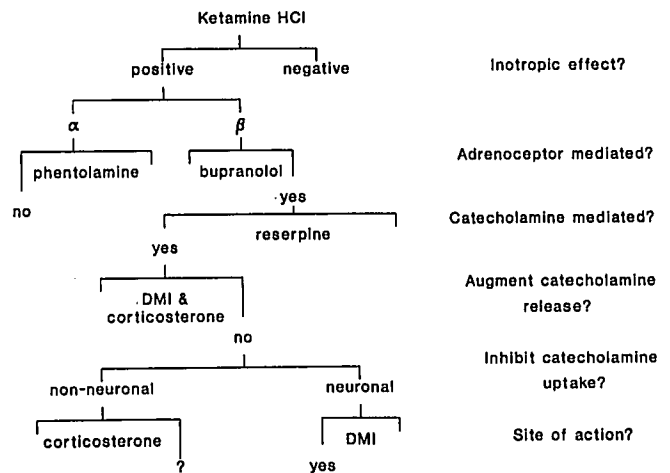 Ketamine HCl
positive negative Inotropic effect?
α β
phentolamine bupranolol Adrenoceptor mediated?
no yes Catecholamine mediated?
reserpine
yes
DMI & Augment catecholamine
corticosterone release?
no
Inhibit catecholamine
non-neuronal neuronal uptake?
corticosterone DMI Site of action?
? yes